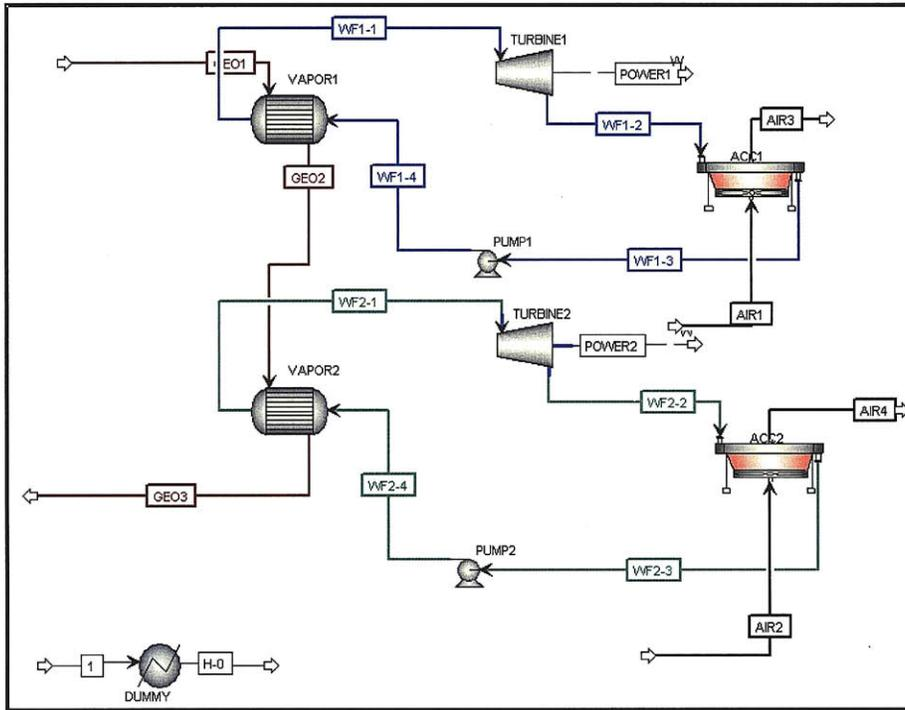 WF1-1
TURBINE1
GEO1
VAPOR1
W
POWER1
WF1-2
AIR3
ACC1
GEO2
WF1-4
PUMP1
WF1-3
WF2-1
TURBINE2
AIR1
W
POWER2
VAPOR2
WF2-2
AIR4
ACC2
WF2-4
GEO3
PUMP2
WF2-3
AIR2
1
H-0
DUMMY